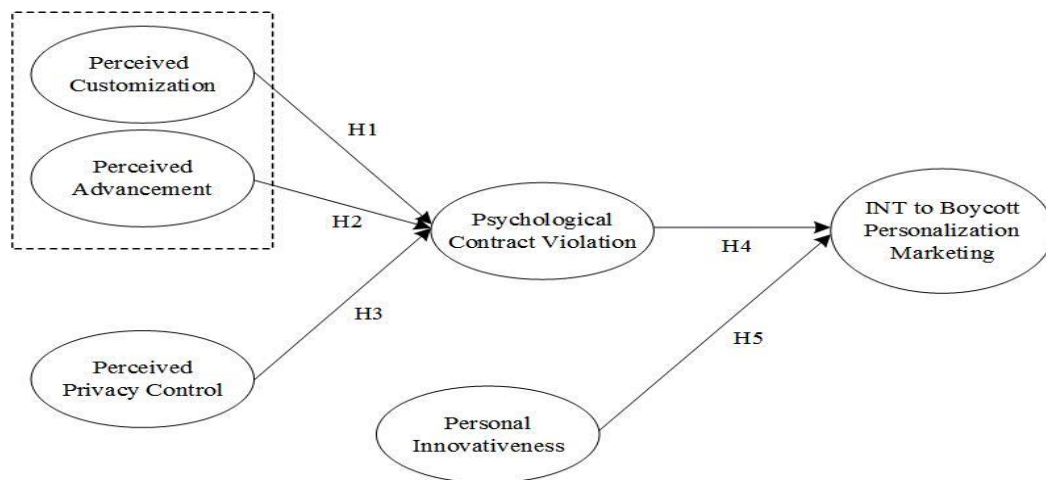 Perceived
Customization
H1
Perceived
Advancement
H2
Psychological
Contract Violation
H4
INT to Boycott
Personalization
Marketing
H3
Perceived
Privacy Control
H5
Personal
Innovativeness